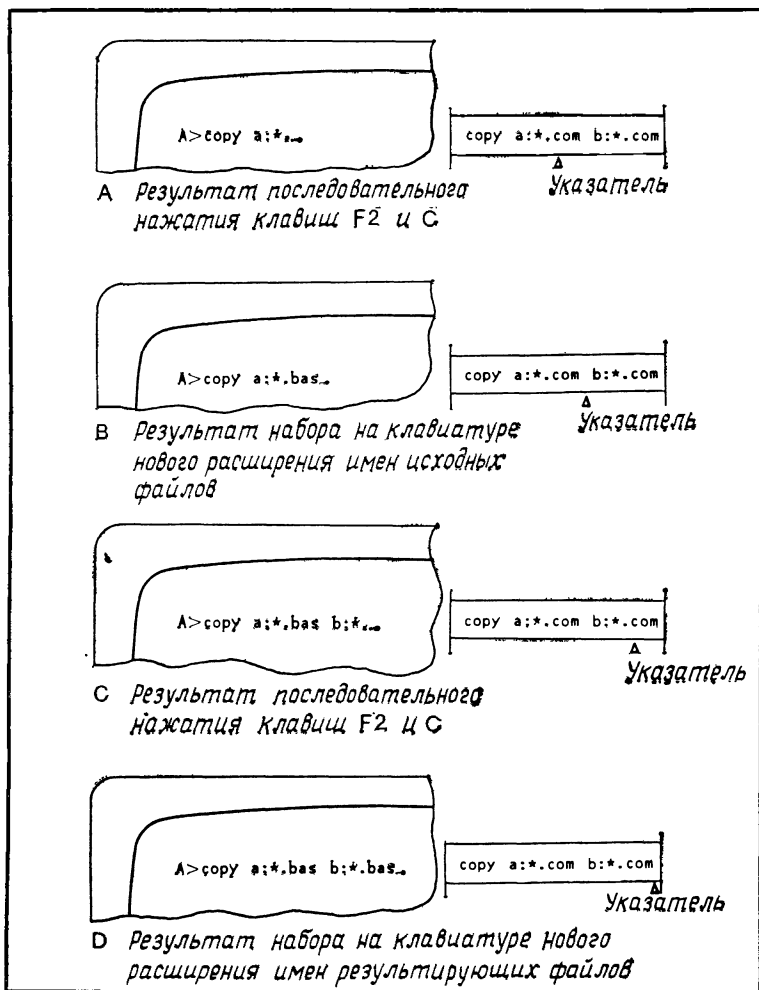 A>copy a:*._
copy a:*.com b:*.com
Указатель
A Результат последовательного
нажатия клавиш F2 и C
A>copy a:*.bas_
copy a:*.com b:*.com
Указатель
B Результат набора на клавиатуре
нового расширения имен исходных
файлов
A>copy a:*.bas b:*._
copy a:*.com b:*.com
Указатель
C Результат последовательного
нажатия клавиш F2 и C
A>copy a:*.bas b:*.bas_
copy a:*.com b:*.com
Указатель
D Результат набора на клавиатуре нового
расширения имен результирующих файлов